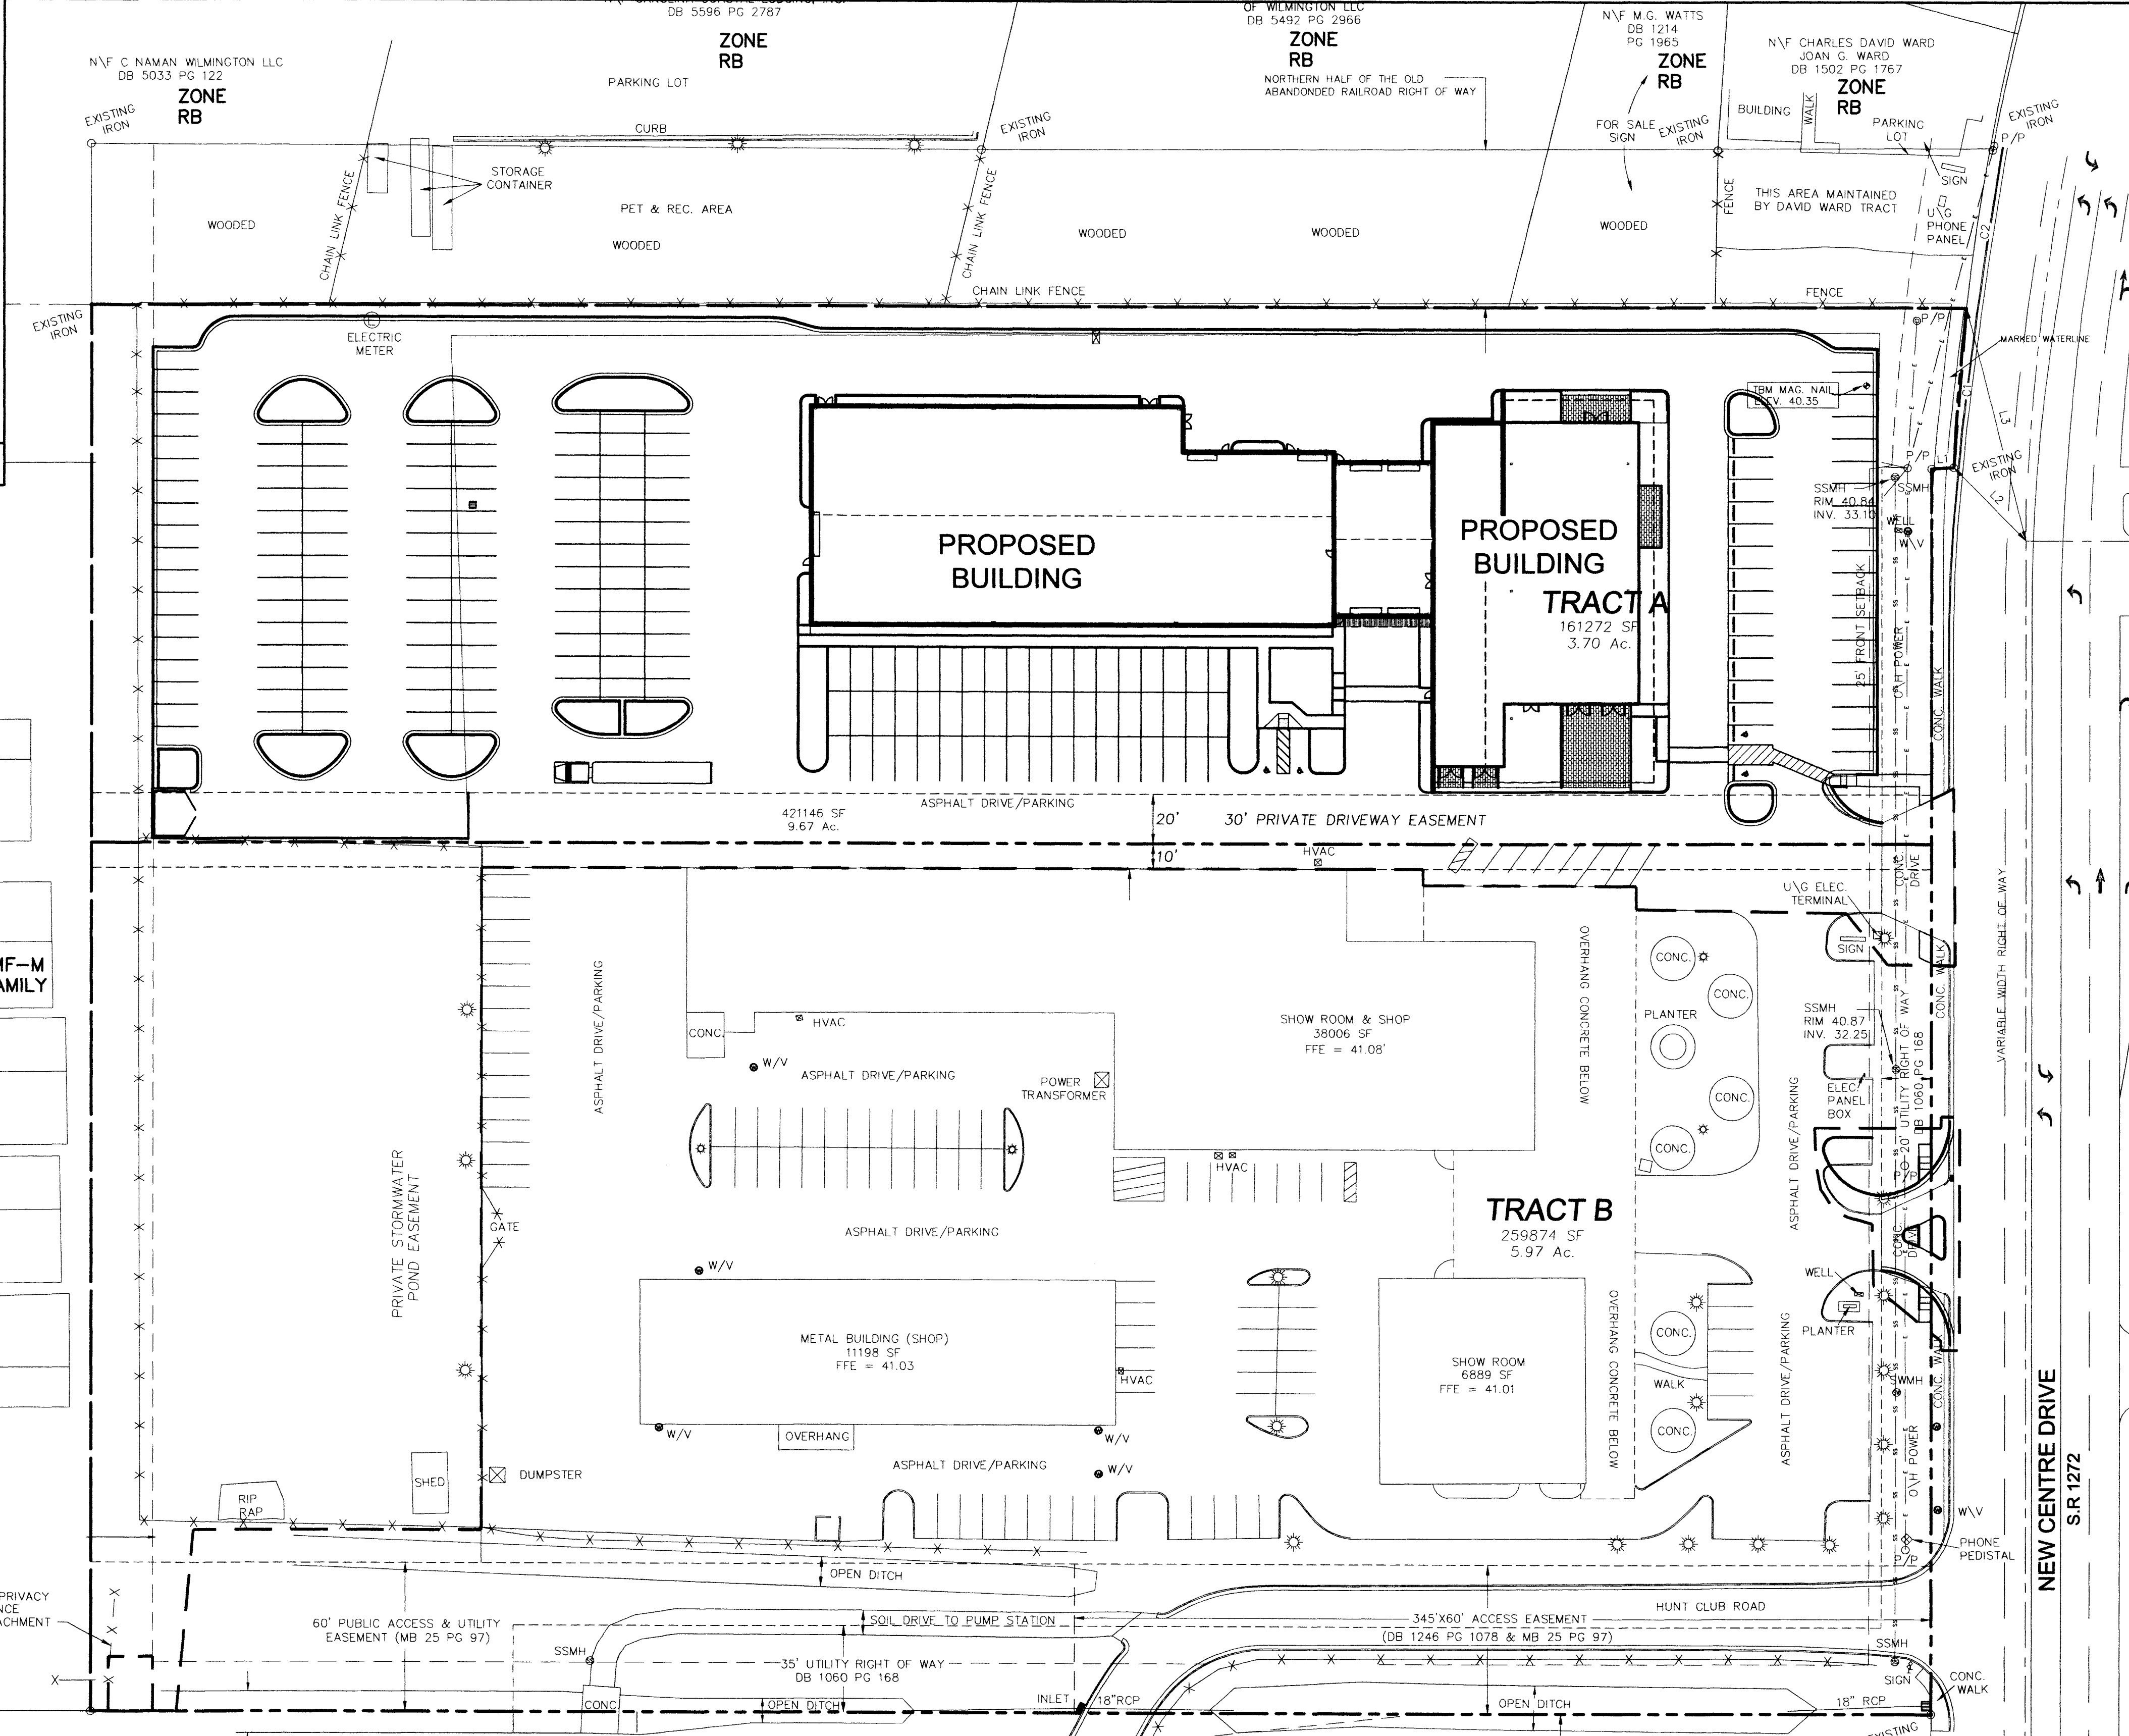 DB 5596 PG 2787
ZONE
RB
PARKING LOT
OF WILMINGTON LLC
DB 5492 PG 2966
ZONE
RB
NORTHERN HALF OF THE OLD
ABANDONDED RAILROAD RIGHT OF WAY
N\F M.G. WATTS
DB 1214
PG 1965
ZONE
RB
N\F CHARLES DAVID WARD
JOAN G. WARD
DB 1502 PG 1767
ZONE
RB
N\F C NAMAN WILMINGTON LLC
DB 5033 PG 122
ZONE
RB
EXISTING
IRON
CURB
EXISTING
IRON
FOR SALE
SIGN
EXISTING
IRON
BUILDING
WALK
PARKING
LOT
EXISTING
IRON
P/P
STORAGE
CONTAINER
CHAIN LINK FENCE
WOODED
PET & REC. AREA
WOODED
CHAIN LINK FENCE
WOODED
WOODED
WOODED
FENCE
THIS AREA MAINTAINED
BY DAVID WARD TRACT
SIGN
U\G
PHONE
PANEL
C2
CHAIN LINK FENCE
FENCE
EXISTING
IRON
ELECTRIC
METER
P/P
MARKED WATERLINE
TBM MAG. NAIL
ELEV. 40.35
C1
L3
P/P
L1
EXISTING
IRON
L2
SSMH
RIM 40.84
INV. 33.10
SSMH
WELL
W\V
PROPOSED
BUILDING
PROPOSED
BUILDING
TRACT A
161272 SF
3.70 Ac.
25' FRONT SETBACK
O\H POWER
CONC. WALK
421146 SF
9.67 Ac.
ASPHALT DRIVE/PARKING
20'
30' PRIVATE DRIVEWAY EASEMENT
10'
HVAC
CONC.
DRIVE
U\G ELEC.
TERMINAL
SIGN
CONC. WALK
VARIABLE WIDTH RIGHT OF WAY
MF-M
AMILY
ASPHALT DRIVE/PARKING
OVERHANG CONCRETE BELOW
CONC.
CONC.
PLANTER
CONC.
CONC.
SHOW ROOM & SHOP
38006 SF
FFE = 41.08'
CONC.
HVAC
W/V
ASPHALT DRIVE/PARKING
POWER
TRANSFORMER
HVAC
SSMH
RIM 40.87
INV. 32.25
ELEC.
PANEL
BOX
20' UTILITY RIGHT OF WAY
DB 1060 PG 168
P/P
ASPHALT DRIVE/PARKING
PRIVATE STORMWATER
POND EASEMENT
GATE
ASPHALT DRIVE/PARKING
TRACT B
259874 SF
5.97 Ac.
CONC.
DRIVE
W/V
WELL
PLANTER
METAL BUILDING (SHOP)
11198 SF
FFE = 41.03
HVAC
SHOW ROOM
6889 SF
FFE = 41.01
OVERHANG CONCRETE BELOW
CONC.
WALK
CONC.
ASPHALT DRIVE/PARKING
SWMH
CONC. WALK
O\H POWER
W/V
OVERHANG
W/V
W/V
ASPHALT DRIVE/PARKING
SHED
DUMPSTER
RIP
RAP
W\V
PHONE
PEDISTAL
P/P
NEW CENTRE DRIVE
S.R 1272
OPEN DITCH
PRIVACY
NCE
ACHMENT
60' PUBLIC ACCESS & UTILITY
EASEMENT (MB 25 PG 97)
SOIL DRIVE TO PUMP STATION
345'X60' ACCESS EASEMENT
(DB 1246 PG 1078 & MB 25 PG 97)
HUNT CLUB ROAD
SSMH
35' UTILITY RIGHT OF WAY
DB 1060 PG 168
SSMH
SIGN
CONC.
WALK
CONC
OPEN DITCH
INLET
18"RCP
OPEN DITCH
18" RCP
EXISTING